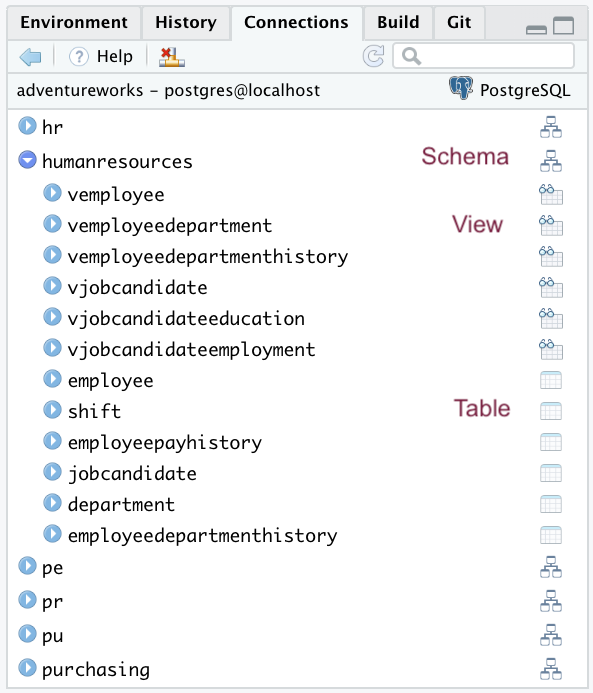 Environment History Connections Build Git
? Help
adventureworks – postgres@localhost PostgreSQL
hr
humanresources Schema
vemployee
vemployeedepartment View
vemployeedepartmenthistory
vjobcandidate
vjobcandidateeducation
vjobcandidateemployment
employee
shift Table
employeepayhistory
jobcandidate
department
employeedepartmenthistory
pe
pr
pu
purchasing